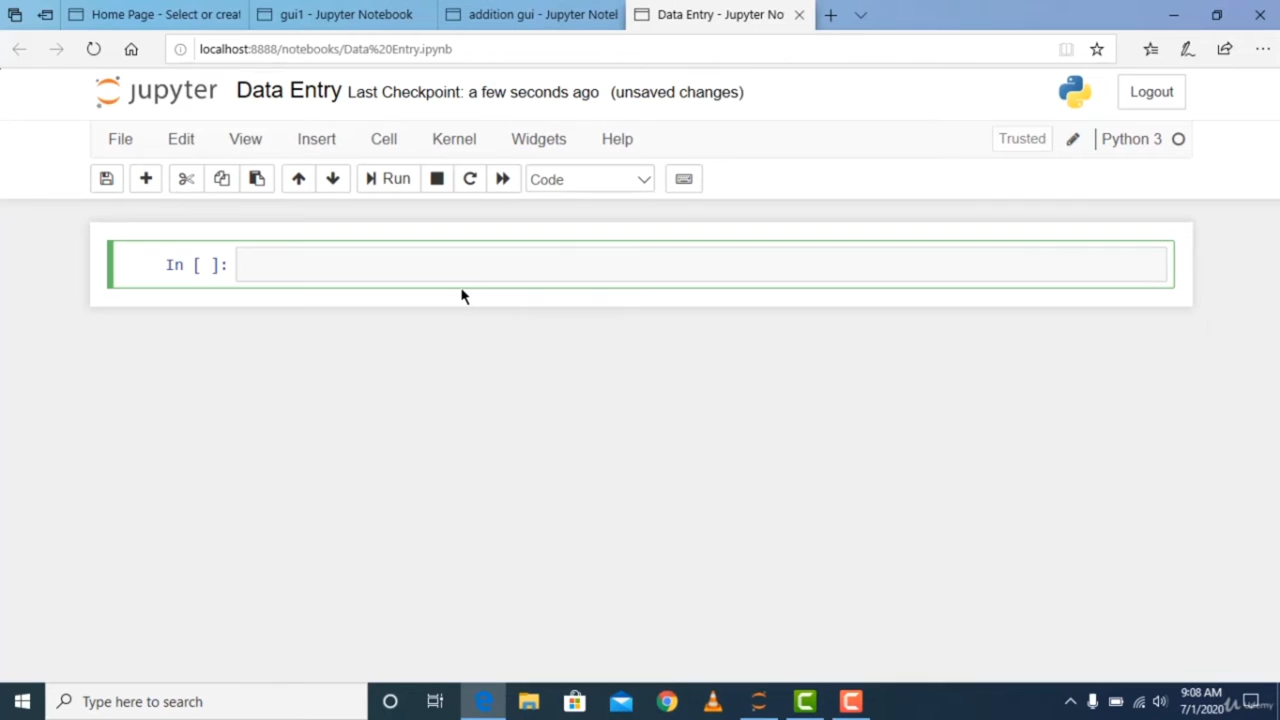 Home Page - Select or creat
gui1 - Jupyter Notebook
addition gui - Jupyter Notel
Data Entry - Jupyter No
localhost:8888/notebooks/Data%20Entry.ipynb
jupyter Data Entry Last Checkpoint: a few seconds ago (unsaved changes) Logout
File Edit View Insert Cell Kernel Widgets Help Trusted Python 3
Run Code
In [ ]:
Type here to search
9:08 AM
7/1/2020
Udemy